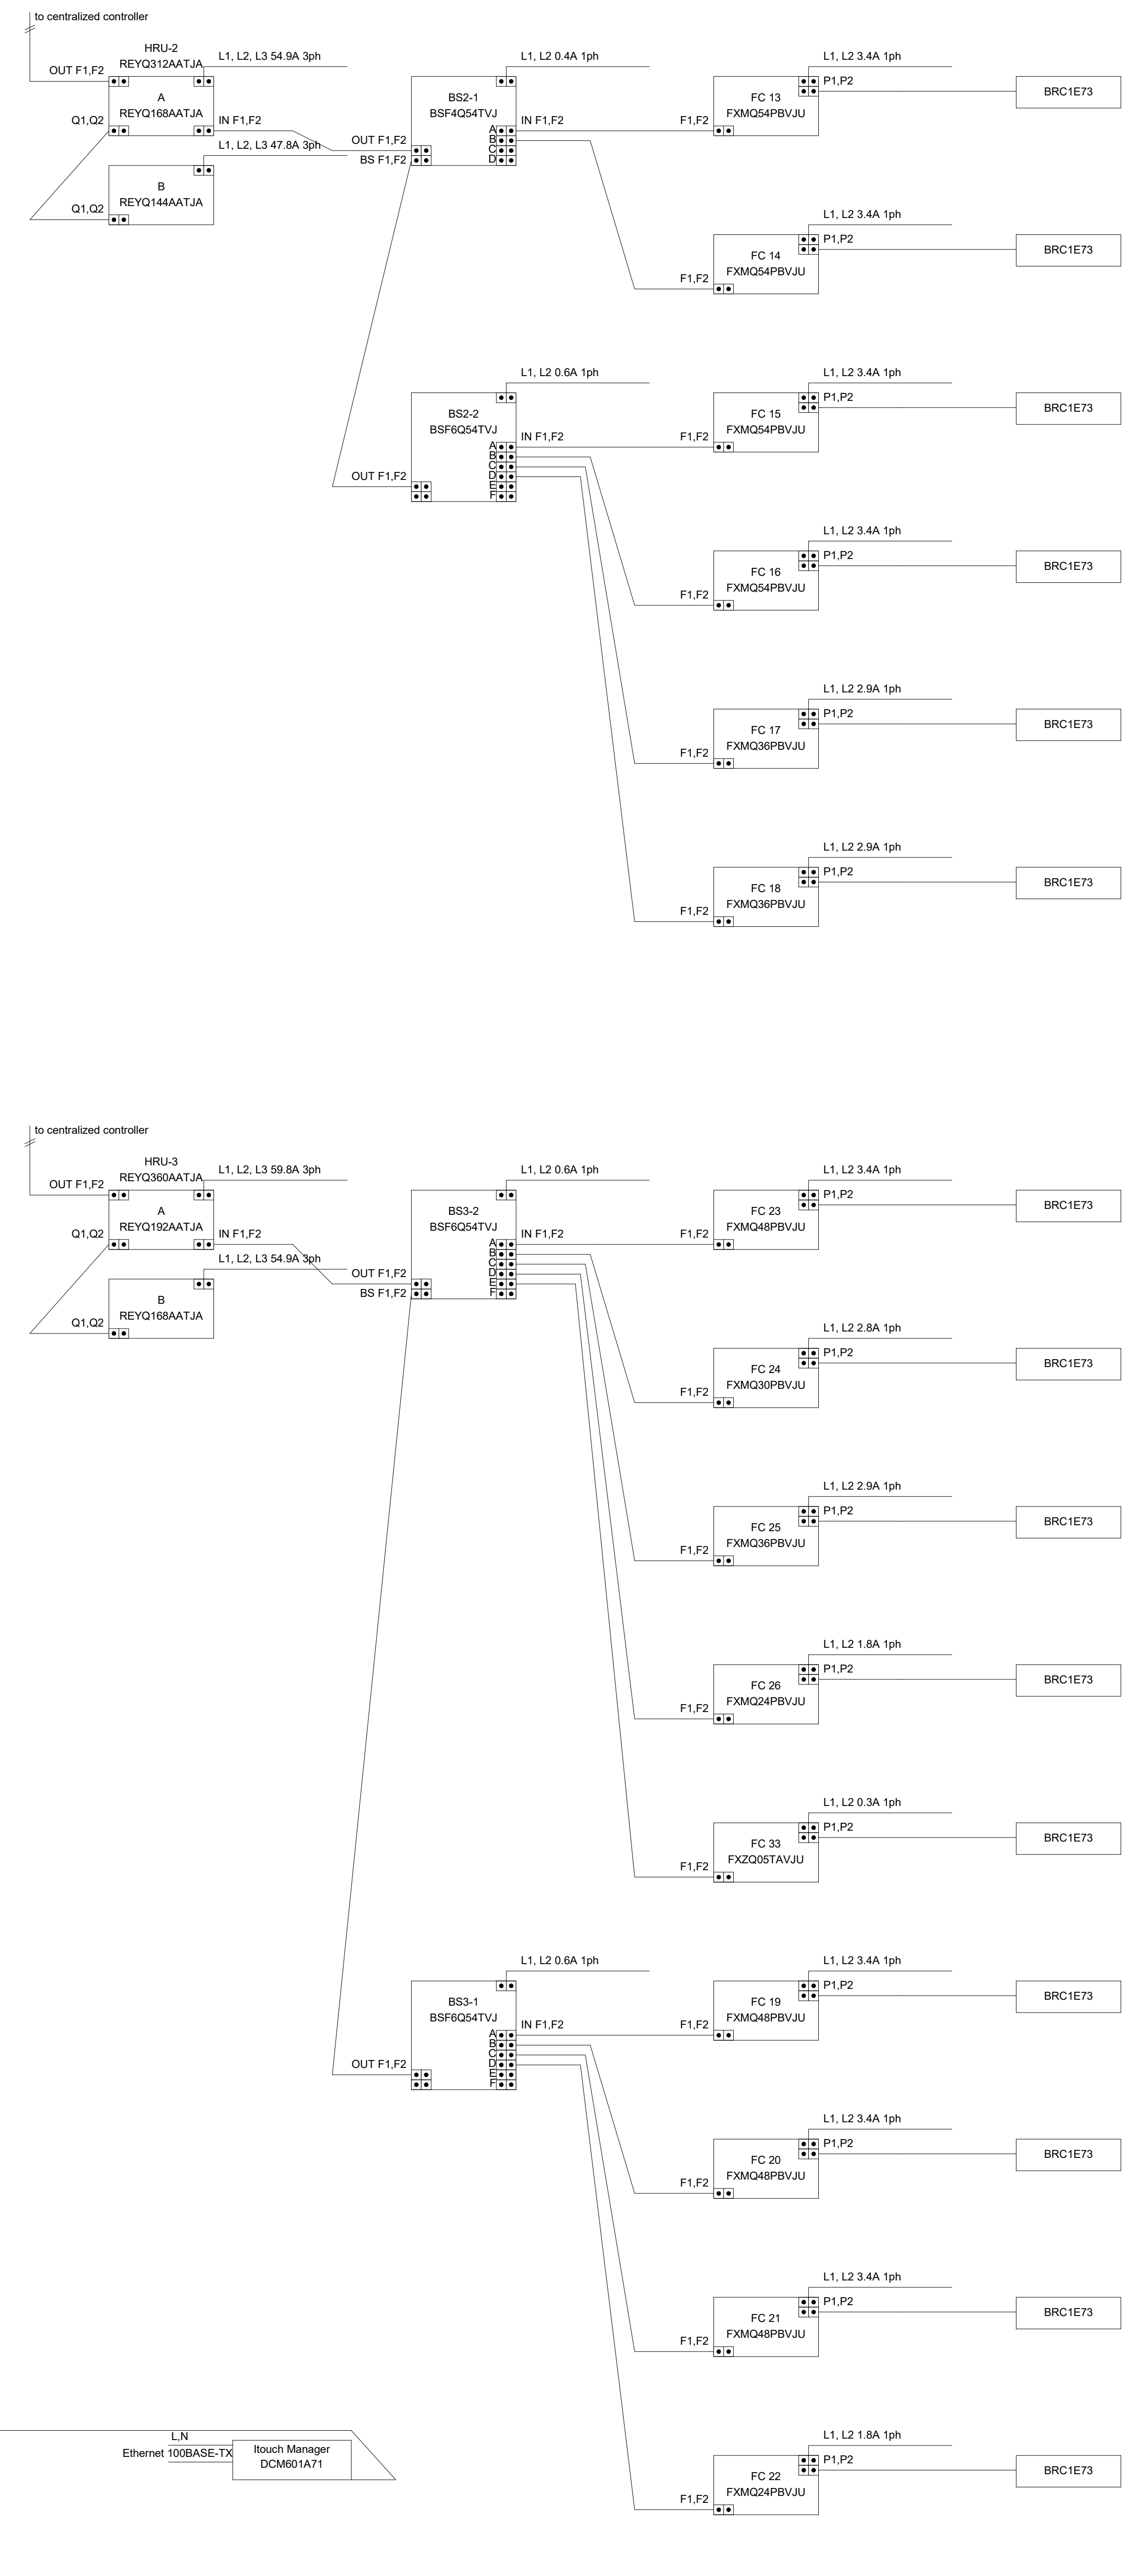 to centralized controller
HRU-2
REYQ312AATJA
L1, L2, L3 54.9A 3ph
OUT F1,F2
A
REYQ168AATJA
Q1,Q2
IN F1,F2
L1, L2, L3 47.8A 3ph
B
REYQ144AATJA
Q1,Q2
L1, L2 0.4A 1ph
BS2-1
BSF4Q54TVJ
OUT F1,F2
BS F1,F2
A
B
C
D
IN F1,F2
L1, L2 3.4A 1ph
P1,P2
FC 13
FXMQ54PBVJU
F1,F2
BRC1E73
L1, L2 3.4A 1ph
P1,P2
FC 14
FXMQ54PBVJU
F1,F2
BRC1E73
L1, L2 0.6A 1ph
BS2-2
BSF6Q54TVJ
OUT F1,F2
A
B
C
D
E
F
IN F1,F2
L1, L2 3.4A 1ph
P1,P2
FC 15
FXMQ54PBVJU
F1,F2
BRC1E73
L1, L2 3.4A 1ph
P1,P2
FC 16
FXMQ54PBVJU
F1,F2
BRC1E73
L1, L2 2.9A 1ph
P1,P2
FC 17
FXMQ36PBVJU
F1,F2
BRC1E73
L1, L2 2.9A 1ph
P1,P2
FC 18
FXMQ36PBVJU
F1,F2
BRC1E73
to centralized controller
HRU-3
REYQ360AATJA
L1, L2, L3 59.8A 3ph
OUT F1,F2
A
REYQ192AATJA
Q1,Q2
IN F1,F2
L1, L2, L3 54.9A 3ph
B
REYQ168AATJA
Q1,Q2
L1, L2 0.6A 1ph
BS3-2
BSF6Q54TVJ
OUT F1,F2
BS F1,F2
A
B
C
D
E
F
IN F1,F2
L1, L2 3.4A 1ph
P1,P2
FC 23
FXMQ48PBVJU
F1,F2
BRC1E73
L1, L2 2.8A 1ph
P1,P2
FC 24
FXMQ30PBVJU
F1,F2
BRC1E73
L1, L2 2.9A 1ph
P1,P2
FC 25
FXMQ36PBVJU
F1,F2
BRC1E73
L1, L2 1.8A 1ph
P1,P2
FC 26
FXMQ24PBVJU
F1,F2
BRC1E73
L1, L2 0.3A 1ph
P1,P2
FC 33
FXZQ05TAVJU
F1,F2
BRC1E73
L1, L2 0.6A 1ph
BS3-1
BSF6Q54TVJ
OUT F1,F2
A
B
C
D
E
F
IN F1,F2
L1, L2 3.4A 1ph
P1,P2
FC 19
FXMQ48PBVJU
F1,F2
BRC1E73
L1, L2 3.4A 1ph
P1,P2
FC 20
FXMQ48PBVJU
F1,F2
BRC1E73
L1, L2 3.4A 1ph
P1,P2
FC 21
FXMQ48PBVJU
F1,F2
BRC1E73
L1, L2 1.8A 1ph
P1,P2
FC 22
FXMQ24PBVJU
F1,F2
BRC1E73
L,N
Ethernet 100BASE-TX
Itouch Manager
DCM601A71